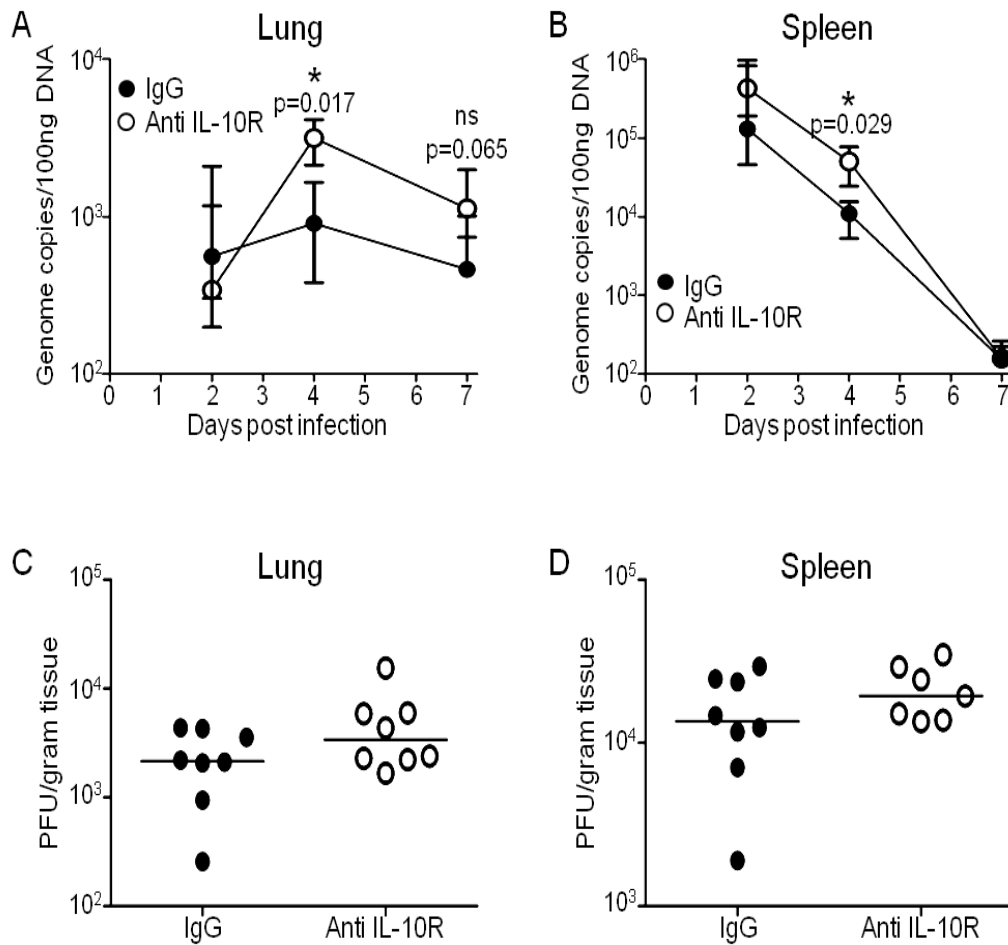 A
Lung
Genome copies/100ng DNA
10^4
10^3
10^2
IgG
Anti IL-10R
*
p=0.017
ns
p=0.065
0 1 2 3 4 5 6 7
Days post infection
B
Spleen
Genome copies/100ng DNA
10^6
10^5
10^4
10^3
10^2
*
p=0.029
IgG
Anti IL-10R
0 1 2 3 4 5 6 7
Days post infection
C
Lung
PFU/gram tissue
10^5
10^4
10^3
10^2
IgG Anti IL-10R
D
Spleen
PFU/gram tissue
10^5
10^4
10^3
IgG Anti IL-10R